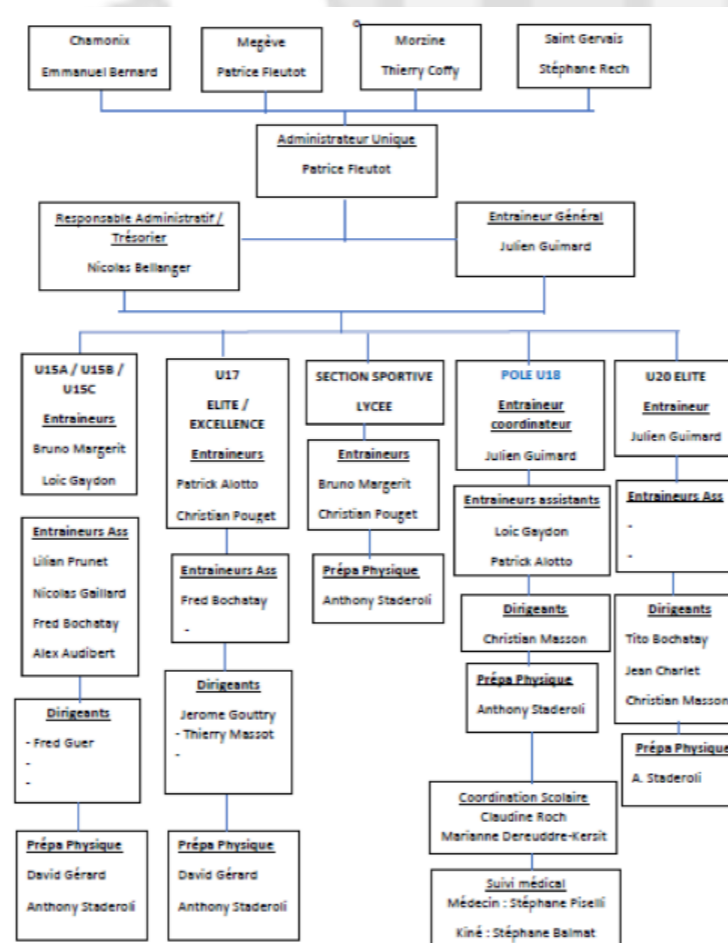 Chamonix
Emmanuel Bernard
Megève
Patrice Fleutot
Morzine
Thierry Coffy
Saint Gervais
Stéphane Rech
Administrateur Unique
Patrice Fleutot
Responsable Administratif /
Trésorier
Nicolas Bellanger
Entraineur Général
Julien Guimard
U15A / U15B /
U15C
Entraineurs
Bruno Margerit
Loic Gaydon
Entraineurs Ass
Lilian Prunet
Nicolas Gaillard
Fred Bochatay
Alex Audibert
Dirigeants
- Fred Guer
-
-
Prépa Physique
David Gérard
Anthony Staderoli
U17
ELITE /
EXCELLENCE
Entraineurs
Patrick Alotto
Christian Pouget
Entraineurs Ass
Fred Bochatay
-
Dirigeants
Jerome Gouttry
- Thierry Massot
-
Prépa Physique
David Gérard
Anthony Staderoli
SECTION SPORTIVE
LYCEE
Entraineurs
Bruno Margerit
Christian Pouget
Prépa Physique
Anthony Staderoli
POLE U18
Entraineur
coordinateur
Julien Guimard
Entraineurs assistants
Loic Gaydon
Patrick Alotto
Dirigeants
Christian Masson
Prépa Physique
Anthony Staderoli
Coordination Scolaire
Claudine Roch
Marianne Dereuddre-Kersit
Suivi médical
Médecin : Stéphane Piselli
Kiné : Stéphane Balmat
U20 ELITE
Entraineur
Julien Guimard
Entraineurs Ass
-
-
Dirigeants
Tito Bochatay
Jean Charlet
Christian Masson
Prépa Physique
A. Staderoli